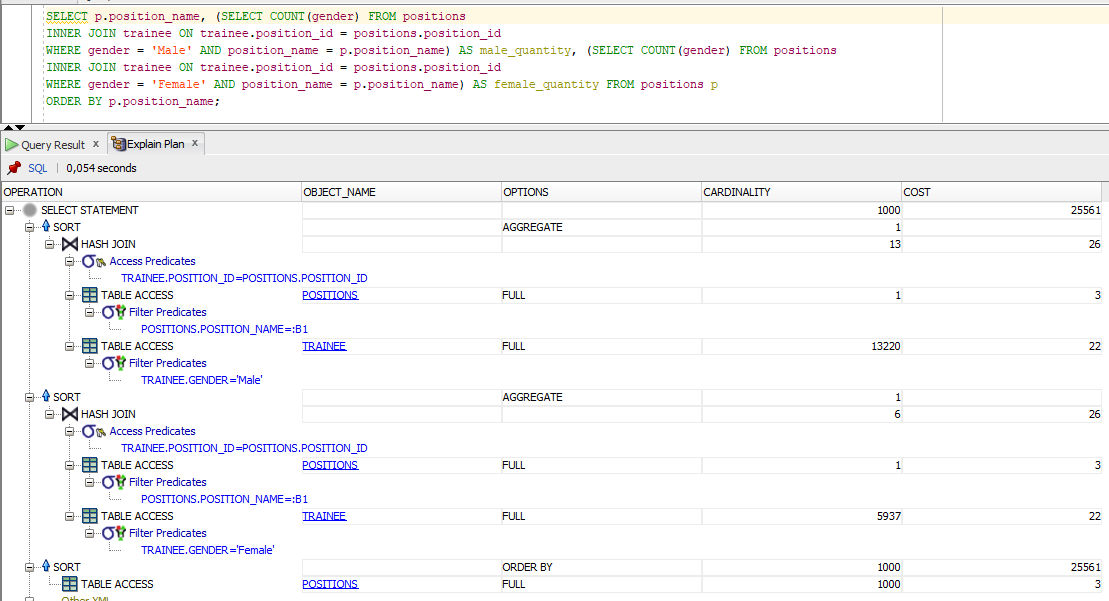 SELECT p.position_name, (SELECT COUNT(gender) FROM positions
INNER JOIN trainee ON trainee.position_id = positions.position_id
WHERE gender = 'Male' AND position_name = p.position_name) AS male_quantity, (SELECT COUNT(gender) FROM positions
INNER JOIN trainee ON trainee.position_id = positions.position_id
WHERE gender = 'Female' AND position_name = p.position_name) AS female_quantity FROM positions p
ORDER BY p.position_name;
Query Result x Explain Plan x
SQL | 0,054 seconds
OPERATION OBJECT_NAME OPTIONS CARDINALITY COST
SELECT STATEMENT 1000 25561
SORT AGGREGATE 1
HASH JOIN 13 26
Access Predicates
TRAINEE.POSITION_ID=POSITIONS.POSITION_ID
TABLE ACCESS POSITIONS FULL 1 3
Filter Predicates
POSITIONS.POSITION_NAME=:B1
TABLE ACCESS TRAINEE FULL 13220 22
Filter Predicates
TRAINEE.GENDER='Male'
SORT AGGREGATE 1
HASH JOIN 6 26
Access Predicates
TRAINEE.POSITION_ID=POSITIONS.POSITION_ID
TABLE ACCESS POSITIONS FULL 1 3
Filter Predicates
POSITIONS.POSITION_NAME=:B1
TABLE ACCESS TRAINEE FULL 5937 22
Filter Predicates
TRAINEE.GENDER='Female'
SORT ORDER BY 1000 25561
TABLE ACCESS POSITIONS FULL 1000 3
Other XML